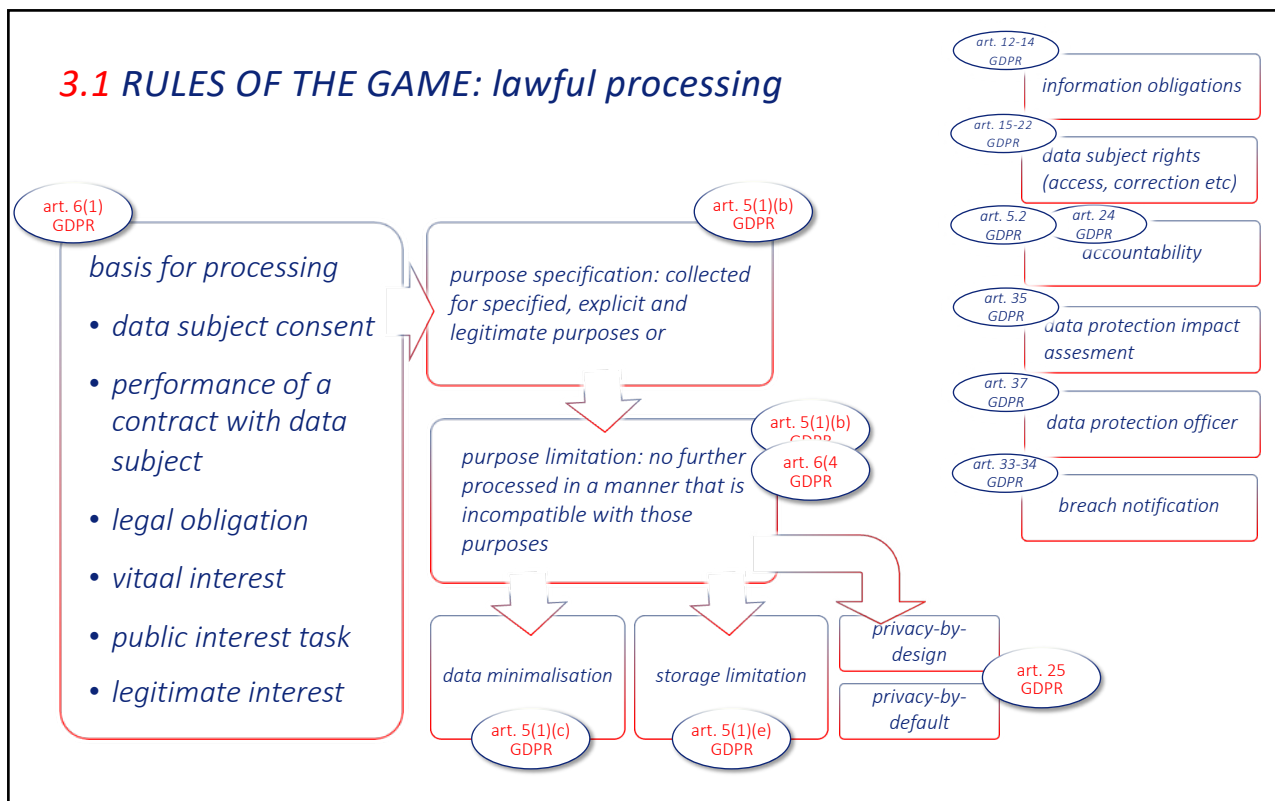 3.1 RULES OF THE GAME: lawful processing
art. 6(1)
GDPR
basis for processing
• data subject consent
• performance of a
contract with data
subject
• legal obligation
• vitaal interest
• public interest task
• legitimate interest
art. 5(1)(b)
GDPR
purpose specification: collected
for specified, explicit and
legitimate purposes or
art. 5(1)(b)
GDPR
art. 6(4
GDPR
purpose limitation: no further
processed in a manner that is
incompatible with those
purposes
data minimalisation
art. 5(1)(c)
GDPR
storage limitation
art. 5(1)(e)
GDPR
privacy-by-
design
privacy-by-
default
art. 25
GDPR
art. 12-14
GDPR
information obligations
art. 15-22
GDPR
data subject rights
(access, correction etc)
art. 5.2
GDPR
art. 24
GDPR
accountability
art. 35
GDPR
data protection impact
assesment
art. 37
GDPR
data protection officer
art. 33-34
GDPR
breach notification